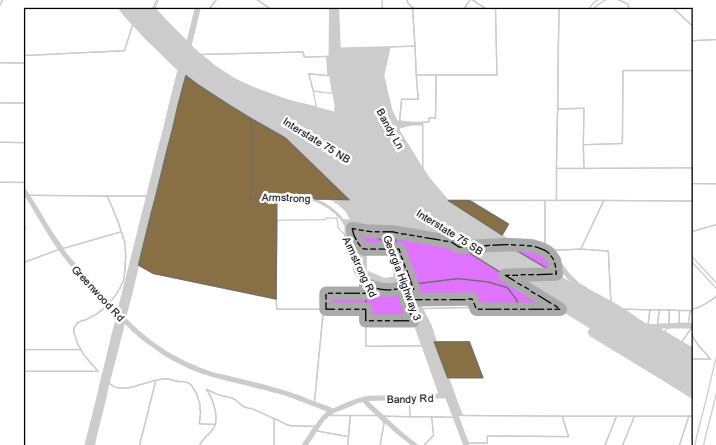 Bandy Ln
Interstate 75 NB
Armstrong
Interstate 75 SB
Armstrong Rd
Georgia Highway 3
Greenwood Rd
Bandy Rd